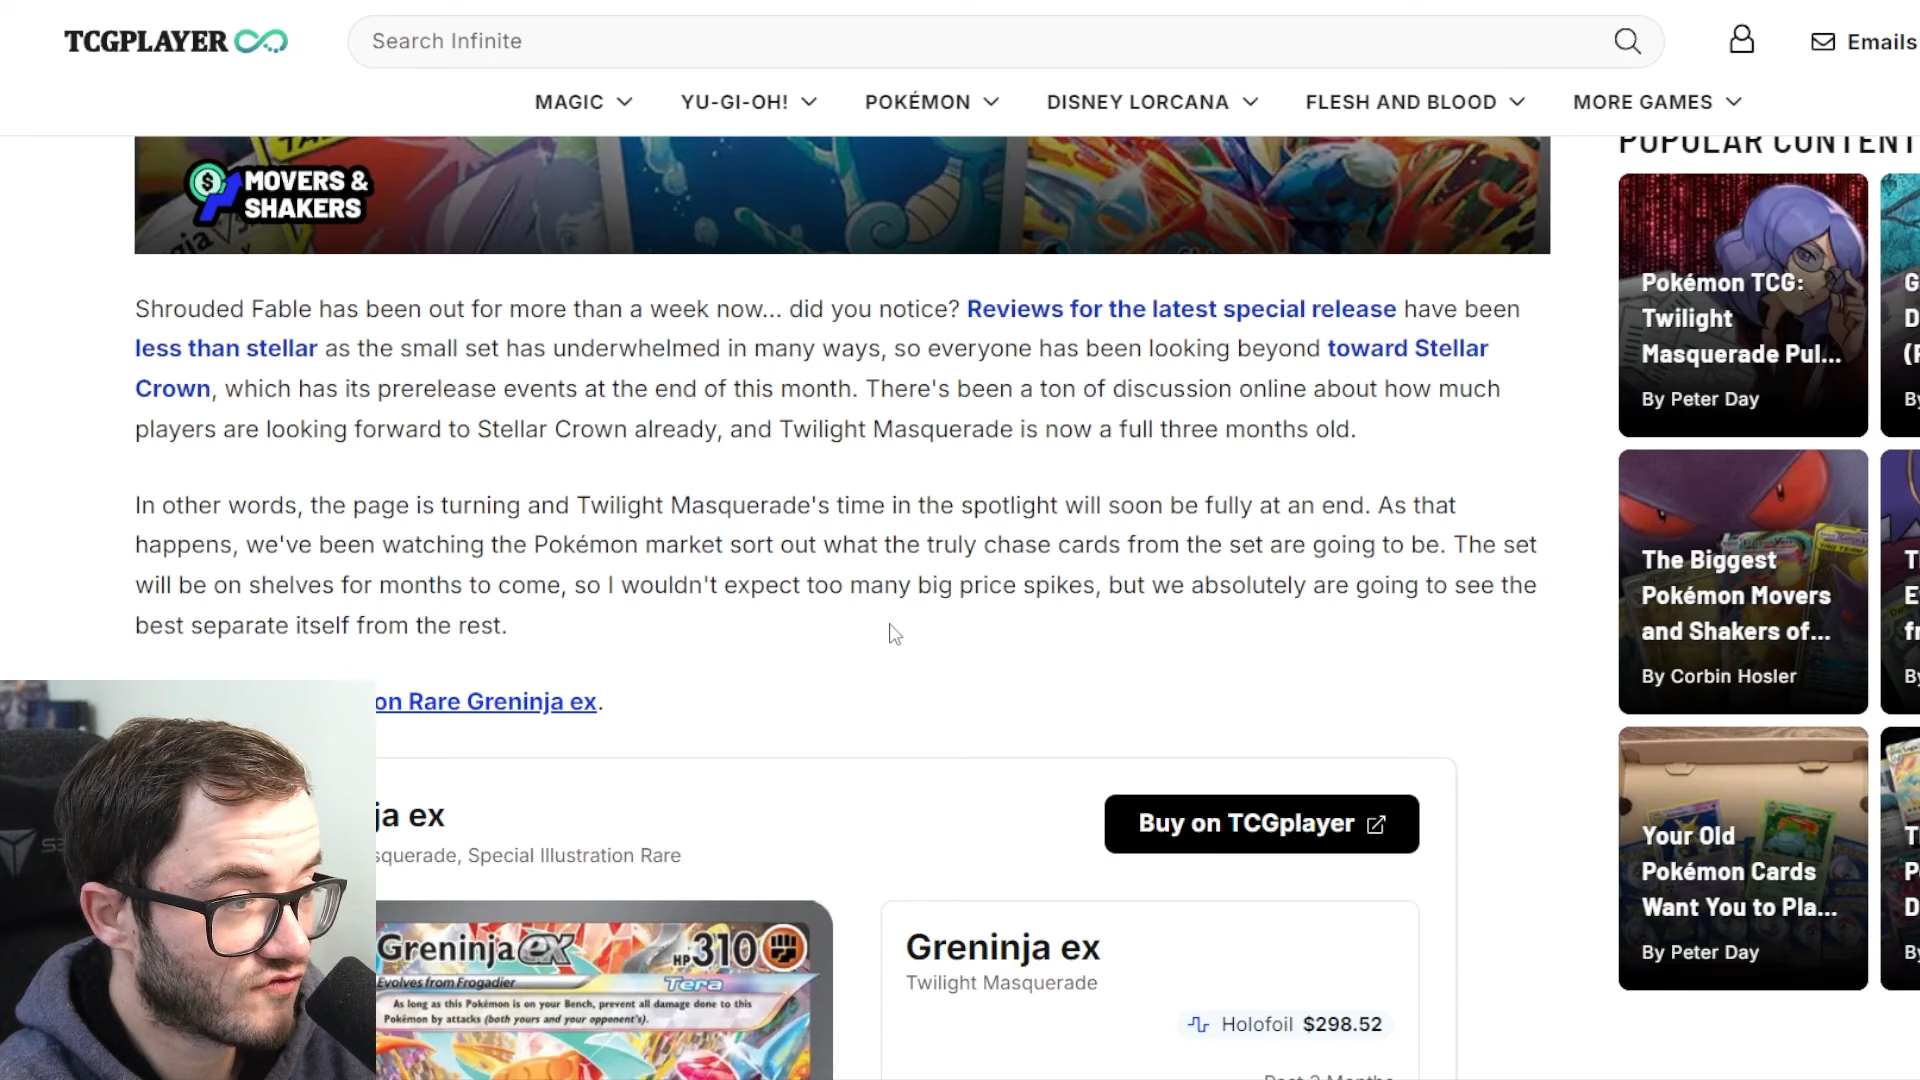 TCGPLAYER
Search Infinite
Emails
MAGIC
YU-GI-OH!
POKÉMON
DISNEY LORCANA
FLESH AND BLOOD
MORE GAMES
MOVERS &
SHAKERS
Shrouded Fable has been out for more than a week now... did you notice? Reviews for the latest special release have been
less than stellar as the small set has underwhelmed in many ways, so everyone has been looking beyond toward Stellar
Crown, which has its prerelease events at the end of this month. There's been a ton of discussion online about how much
players are looking forward to Stellar Crown already, and Twilight Masquerade is now a full three months old.
In other words, the page is turning and Twilight Masquerade's time in the spotlight will soon be fully at an end. As that
happens, we've been watching the Pokémon market sort out what the truly chase cards from the set are going to be. The set
will be on shelves for months to come, so I wouldn't expect too many big price spikes, but we absolutely are going to see the
best separate itself from the rest.
on Rare Greninja ex.
ja ex
squerade, Special Illustration Rare
Buy on TCGplayer
Greninja ex HP 310
Evolves from Frogadier Tera
As long as this Pokémon is on your Bench, prevent all damage done to this
Pokémon by attacks (both yours and your opponent's).
Greninja ex
Twilight Masquerade
Holofoil $298.52
POPULAR CONTENT
Pokémon TCG:
Twilight
Masquerade Pul...
By Peter Day
The Biggest
Pokémon Movers
and Shakers of...
By Corbin Hosler
Your Old
Pokémon Cards
Want You to Pla...
By Peter Day